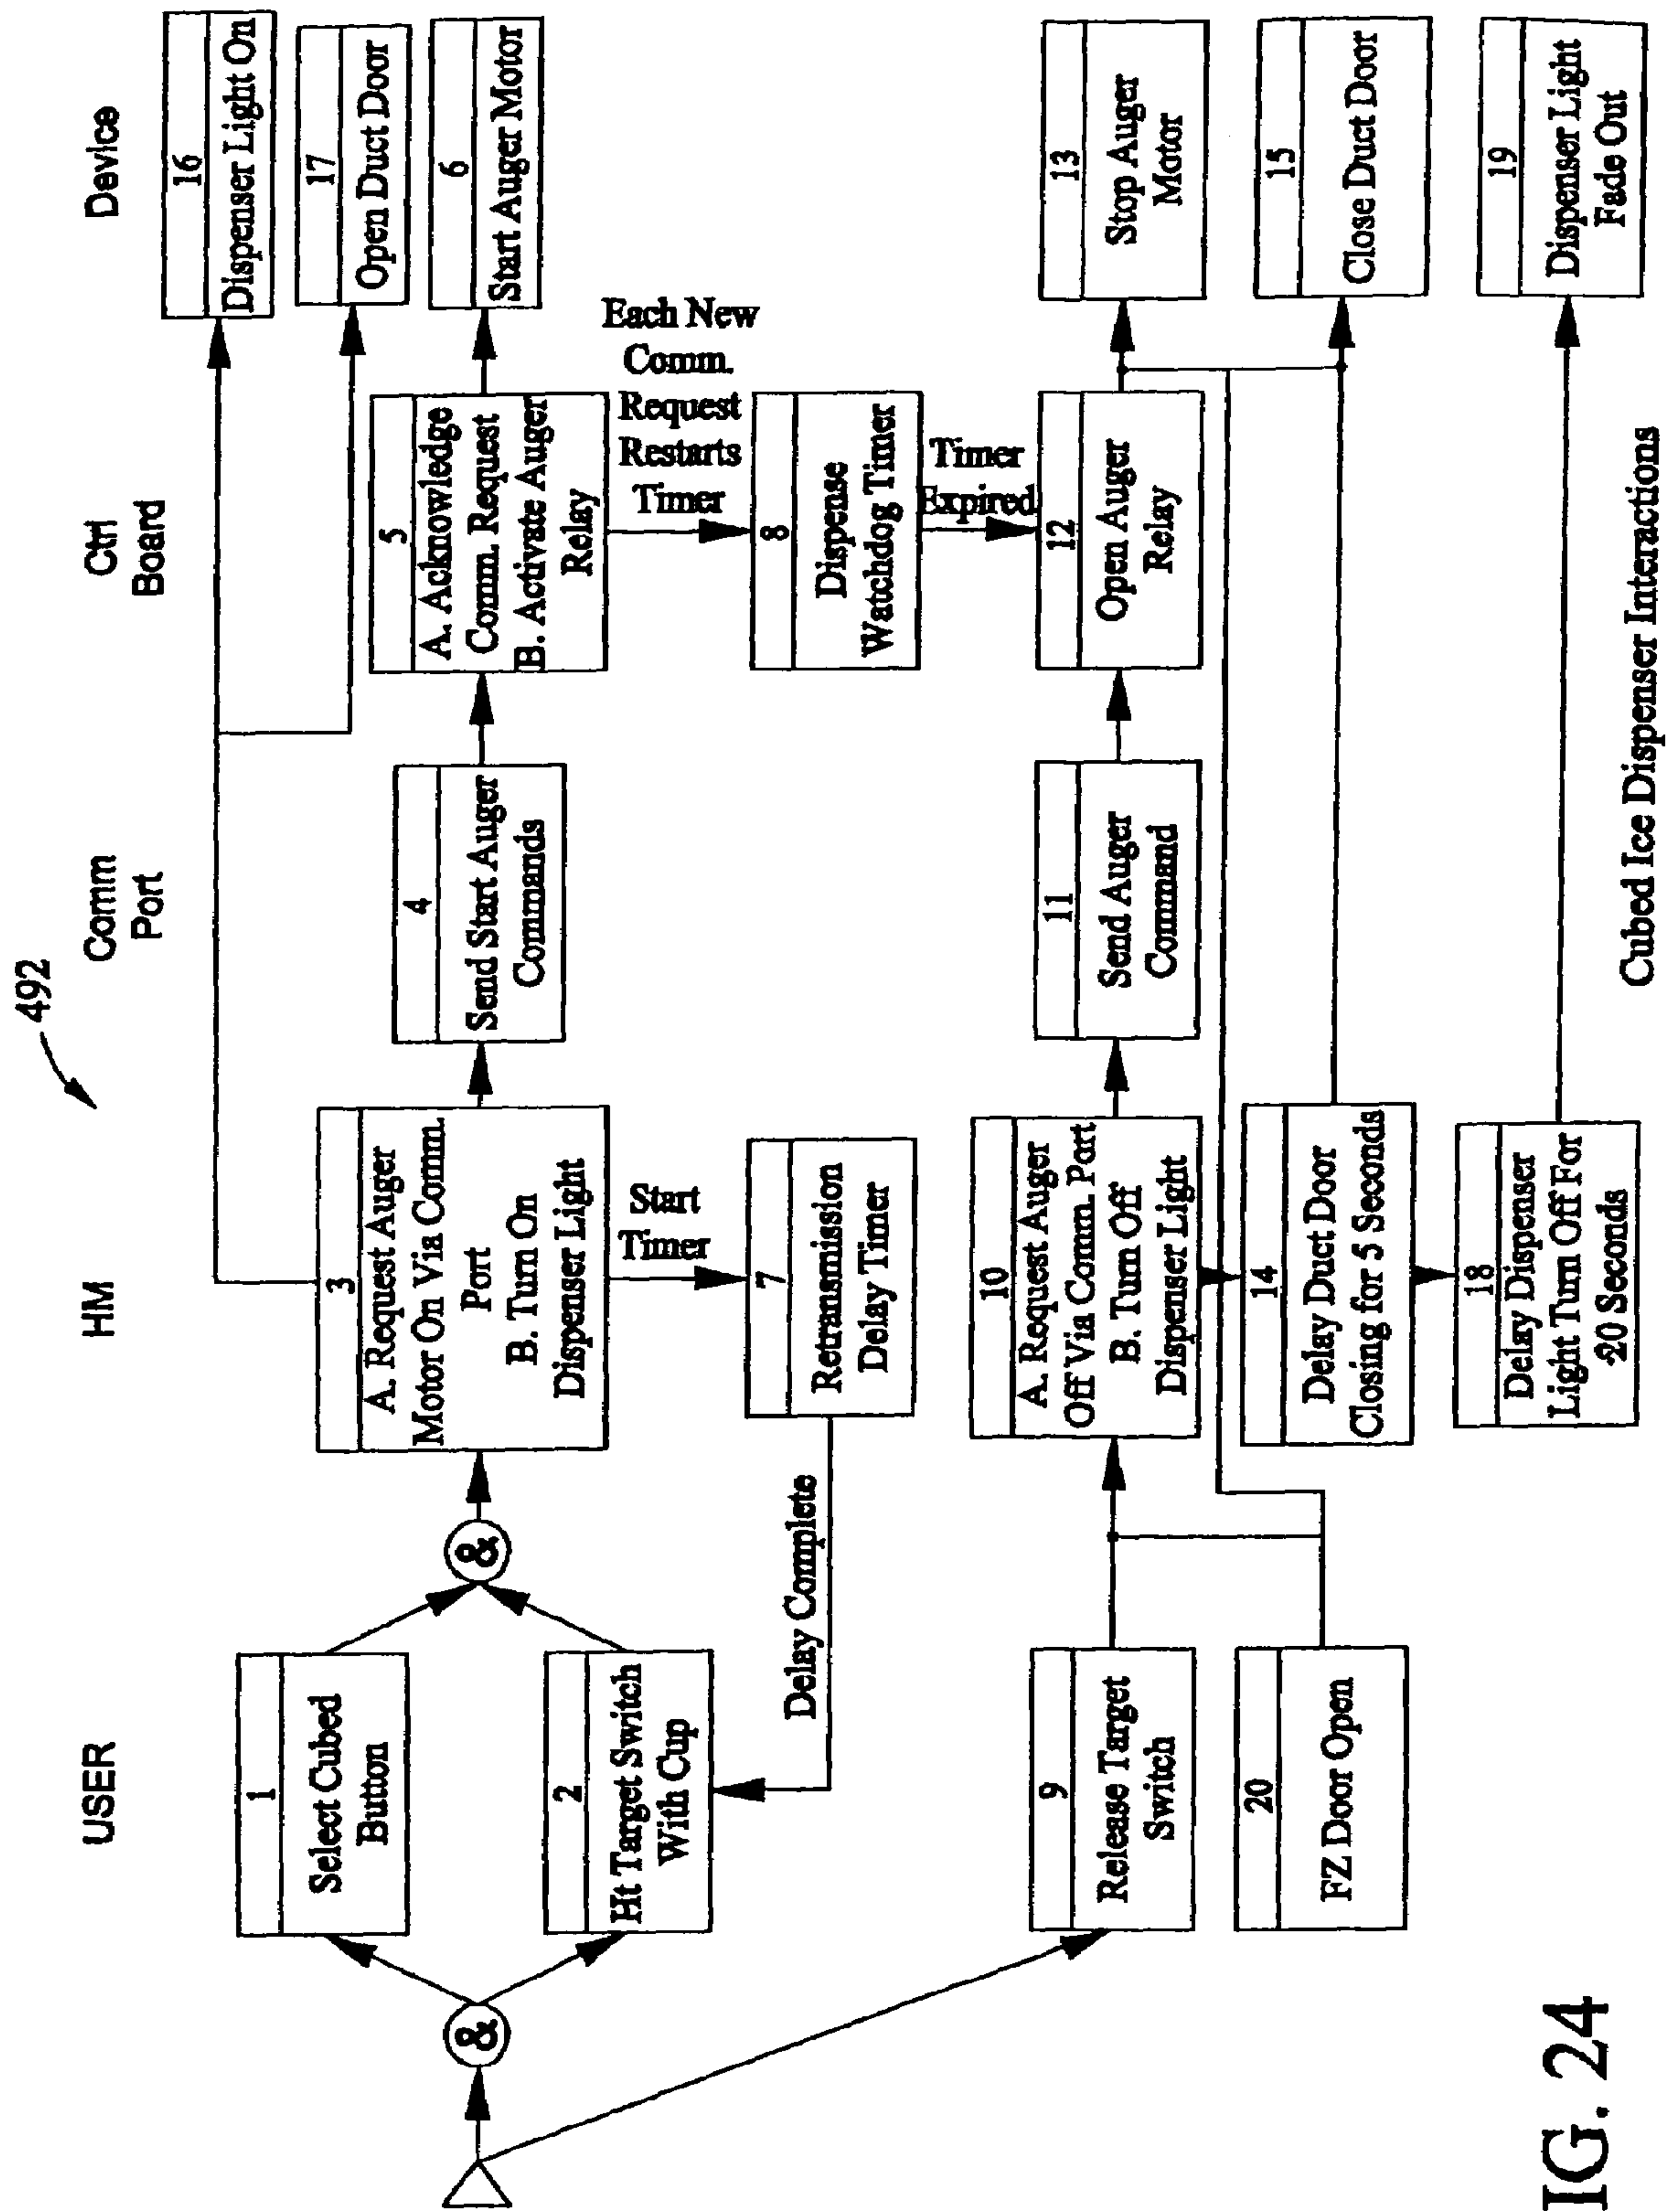 492
USER
HM
Comm
Port
Ctrl
Board
Device
1
Select Cubed
Button
2
Ht Target Switch
With Cup
&
&
3
A. Request Auger
Motor On Via Comm.
Port
B. Turn On
Dispenser Light
4
Send Start Auger
Commands
5
A. Acknowledge
Comm. Request
B. Activate Auger
Relay
16
Dispenser Light On
17
Open Duct Door
6
Start Auger Motor
Start
Timer
7
Retransmission
Delay Timer
Delay Complete
Each New
Comm.
Request
Restarts
Timer
8
Dispense
Watchdog Timer
Timer
Expired
9
Release Target
Switch
20
FZ Door Open
10
A. Request Auger
Off Via Comm. Port
B. Turn Off
Dispenser Light
11
Send Auger
Command
12
Open Auger
Relay
13
Stop Auger
Motor
14
Delay Duct Door
Closing for 5 Seconds
15
Close Duct Door
18
Delay Dispenser
Light Turn Off For
20 Seconds
19
Dispenser Light
Fade Out
Cubed Ice Dispenser Interactions
IG. 24